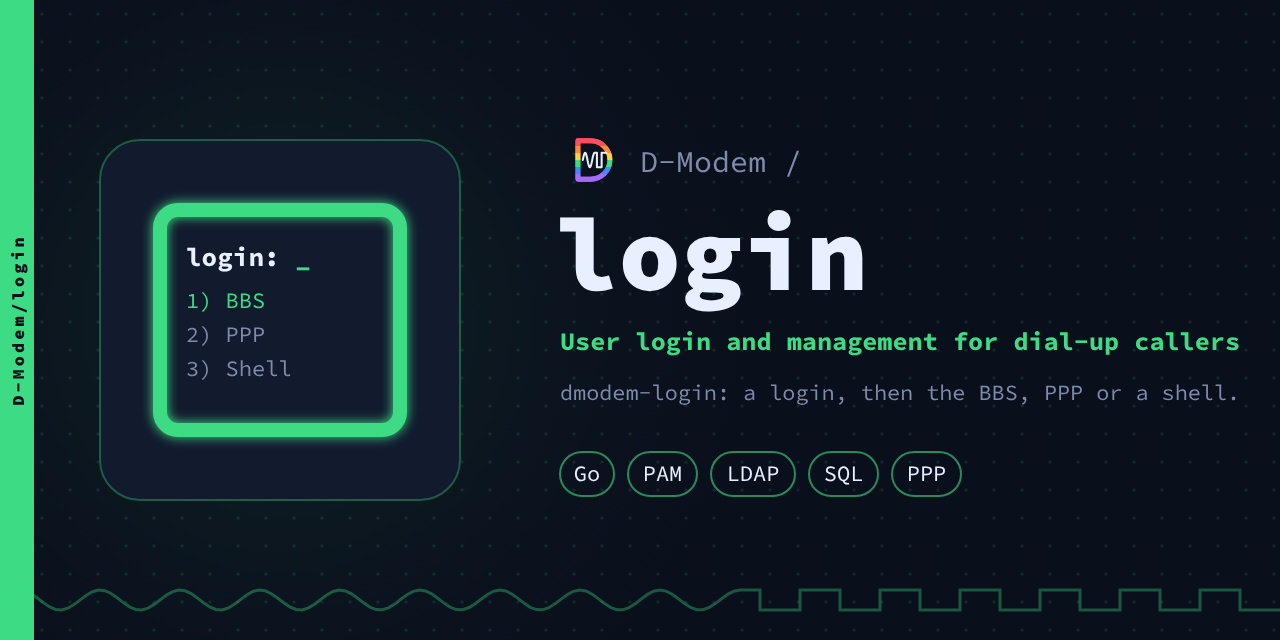 D-Modem/login
login: _
1) BBS
2) PPP
3) Shell
D-Modem /
login
User login and management for dial-up callers
dmodem-login: a login, then the BBS, PPP or a shell.
Go PAM LDAP SQL PPP